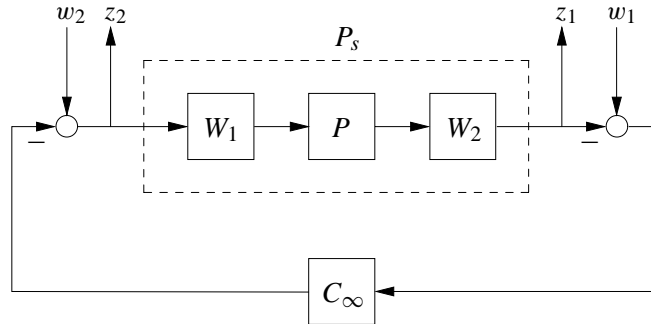 w₂ z₂ z₁ w₁
Pₛ
W₁ P W₂
− −
C∞